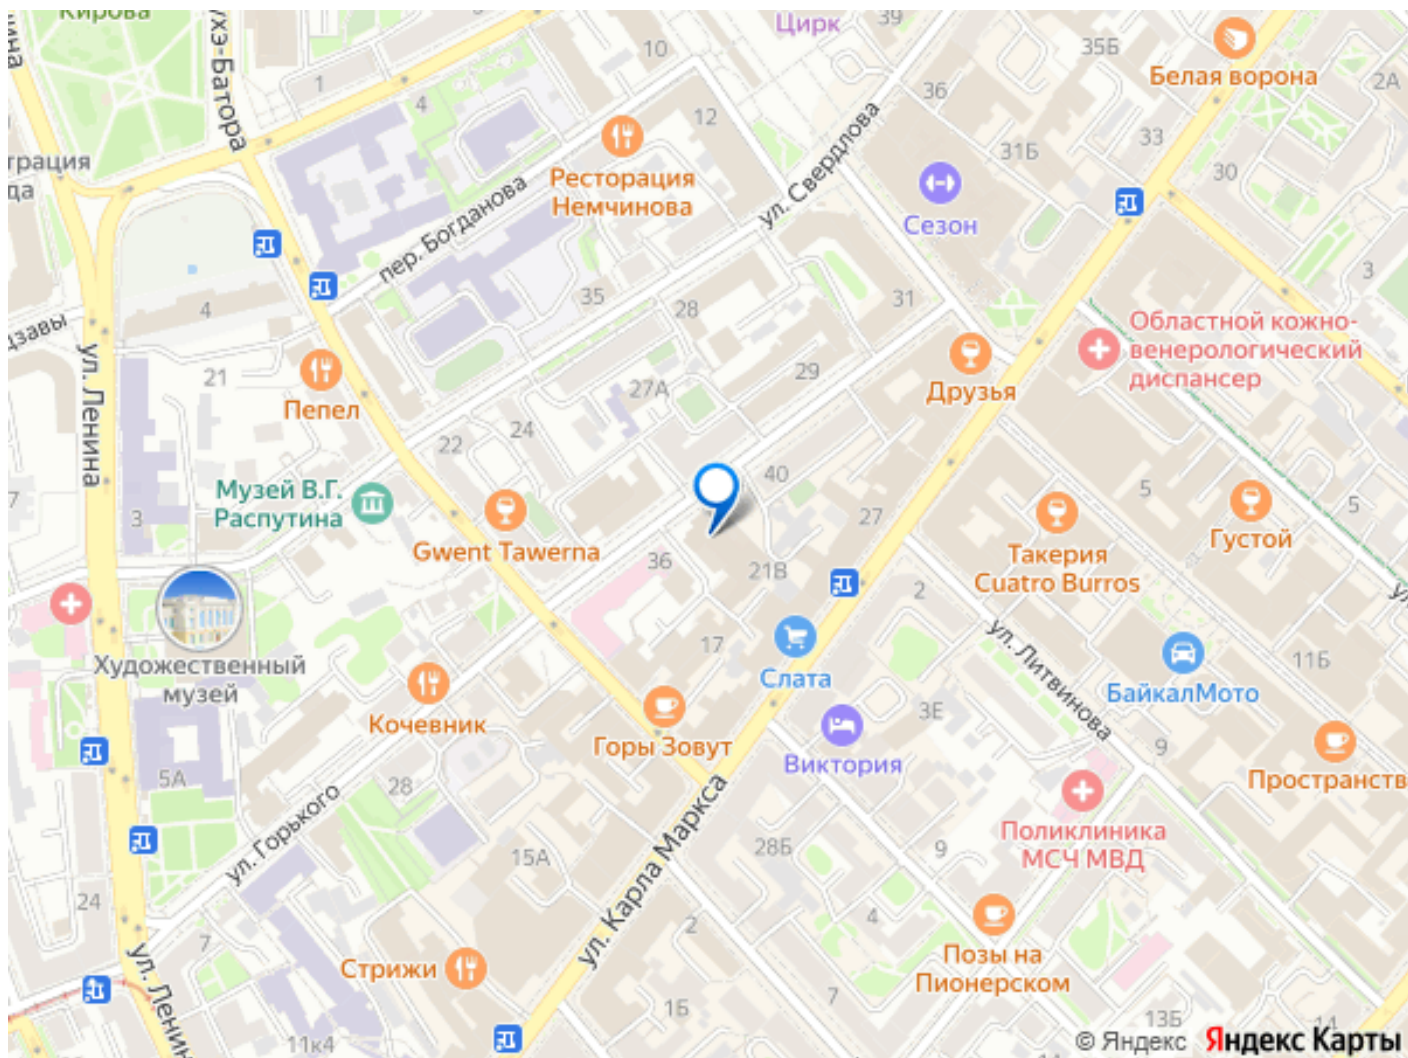 Кирова
Цирк
39
35Б
Белая ворона
2А
10
1
4
36
12
33
31Б
30
ул. Ленина
Сухэ-Батора
Ресторация
Немчинова
ул. Свердлова
Сезон
пер. Богданова
3
4
35
28
31
Областной кожно-
венерологический
диспансер
21
Пепел
27А
29
Друзья
22
24
40
Музей В.Г.
Распутина
7
3
27
5
5
Gwent Tawerna
Такерия
Cuatro Burros
Густой
36
21В
2
Художественный
музей
17
Слата
ул. Литвинова
11Б
БайкалМото
Кочевник
Горы Зовут
3Е
Виктория
9
Пространств
5А
28
ул. Горького
Поликлиника
МСЧ МВД
15А
28Б
9
ул. Карла Маркса
24
7
2
4
Стрижи
Позы на
Пионерском
ул. Ленина
1Б
7
13Б
14
11к4
© Яндекс Яндекс Карты